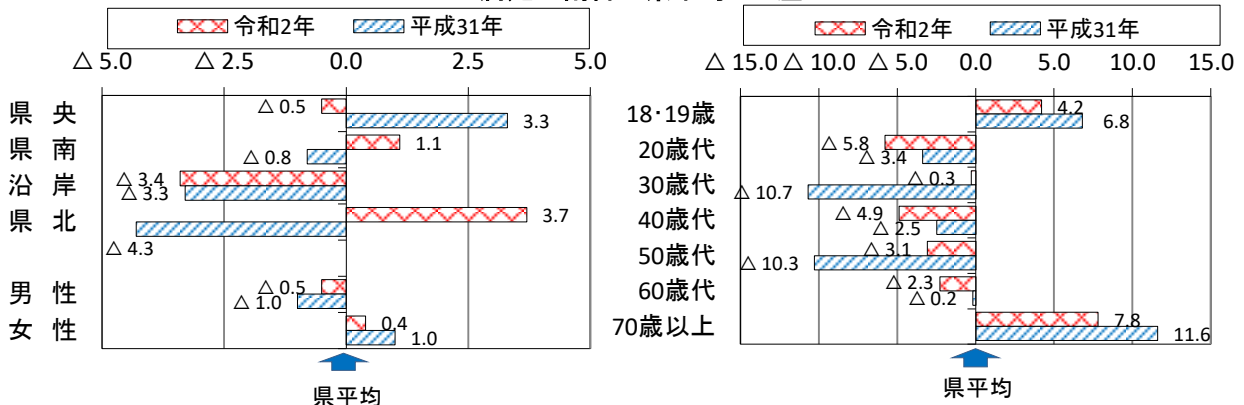 令和2年 平成31年
△ 5.0 △ 2.5 0.0 2.5 5.0
県 央 △ 0.5 3.3
県 南 1.1 △ 0.8
沿 岸 △ 3.4 △ 3.3
県 北 3.7 △ 4.3
男 性 △ 0.5 △ 1.0
女 性 0.4 1.0
県平均
令和2年 平成31年
△ 15.0 △ 10.0 △ 5.0 0.0 5.0 10.0 15.0
18・19歳 4.2 6.8
20歳代 △ 5.8 △ 3.4
30歳代 △ 0.3 △ 10.7
40歳代 △ 4.9 △ 2.5
50歳代 △ 3.1 △ 10.3
60歳代 △ 2.3 △ 0.2
70歳以上 7.8 11.6
県平均